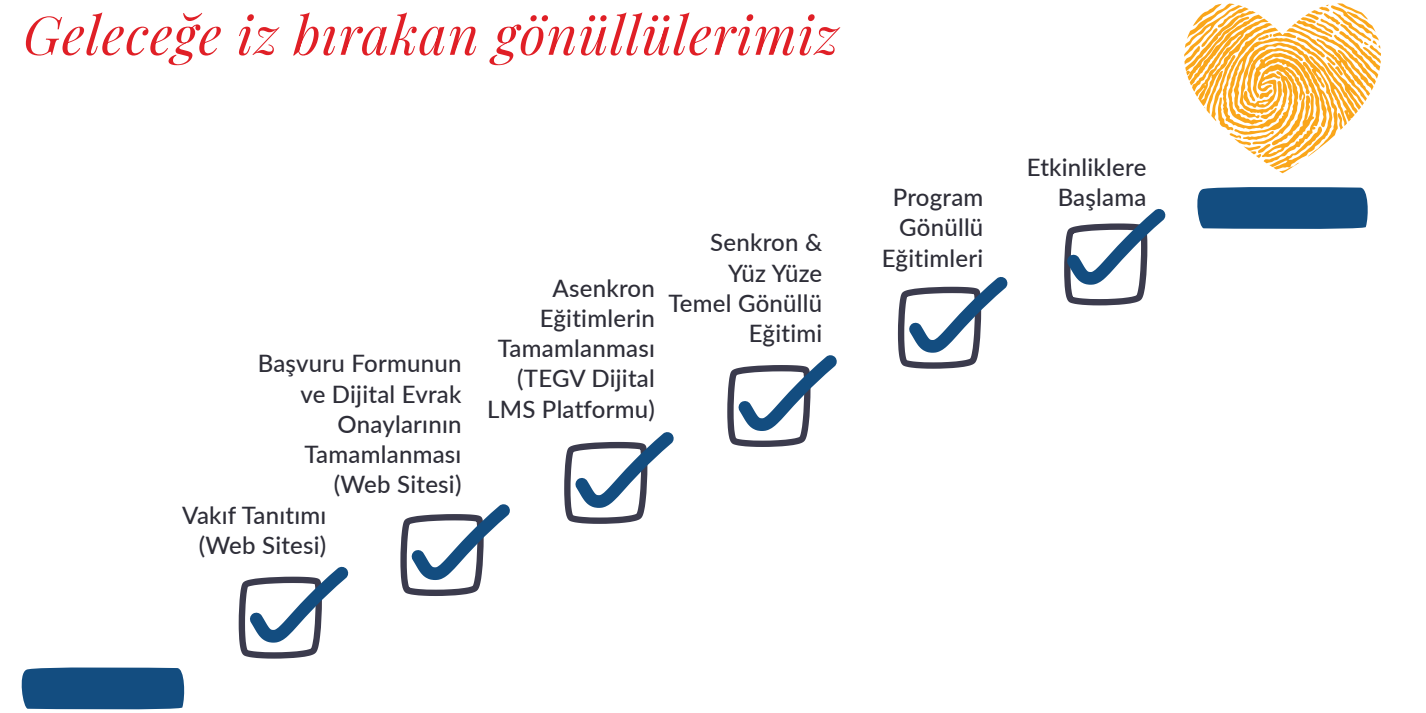 Geleceğe iz bırakan gönüllülerimiz
Vakıf Tanıtımı
(Web Sitesi)
Başvuru Formunun
ve Dijital Evrak
Onaylarının
Tamamlanması
(Web Sitesi)
Asenkron
Eğitimlerin
Tamamlanması
(TEGV Dijital
LMS Platformu)
Senkron &
Yüz Yüze
Temel Gönüllü
Eğitimi
Program
Gönüllü
Eğitimleri
Etkinliklere
Başlama